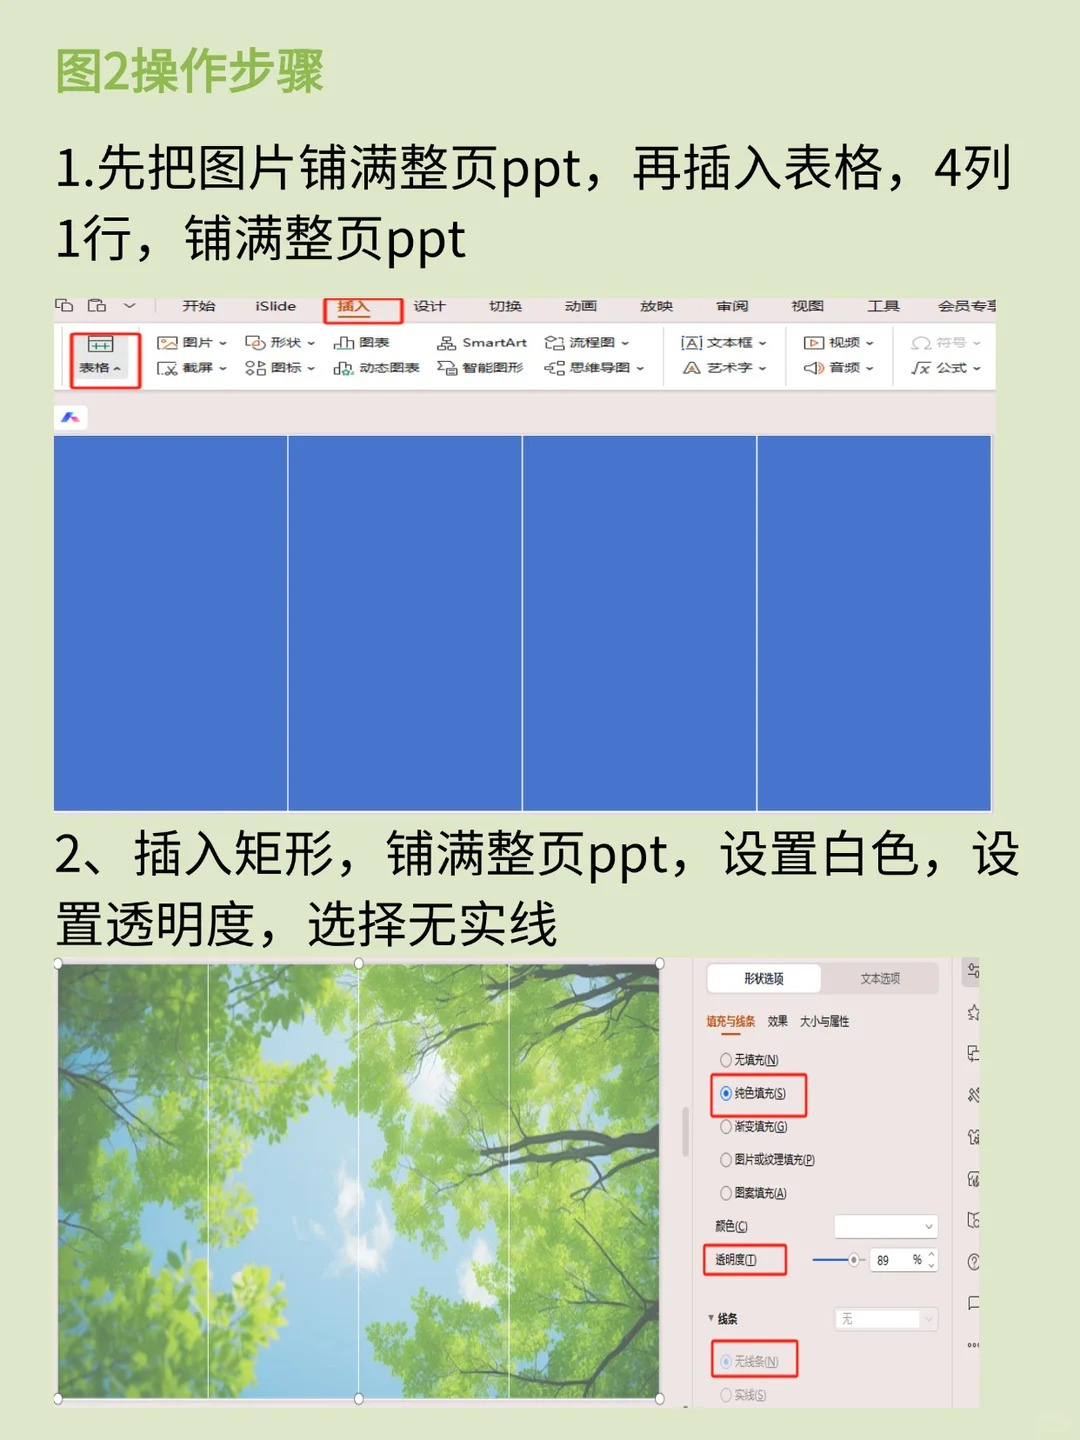 图2操作步骤
1.先把图片铺满整页ppt，再插入表格，4列
1行，铺满整页ppt
开始 iSlide 插入 设计 切换 动画 放映 审阅 视图 工具 会员专享
图片 形状 图表 SmartArt 流程图 文本框 视频 符号
表格 截屏 图标 动态图表 智能图形 思维导图 艺术字 音频 公式
2、插入矩形，铺满整页ppt，设置白色，设
置透明度，选择无实线
形状选项 文本选项
填充与线条 效果 大小与属性
无填充(N)
纯色填充(S)
渐变填充(G)
图片或纹理填充(P)
图案填充(A)
颜色(C)
透明度(T) 89 %
线条 无
无线条(N)
实线(S)